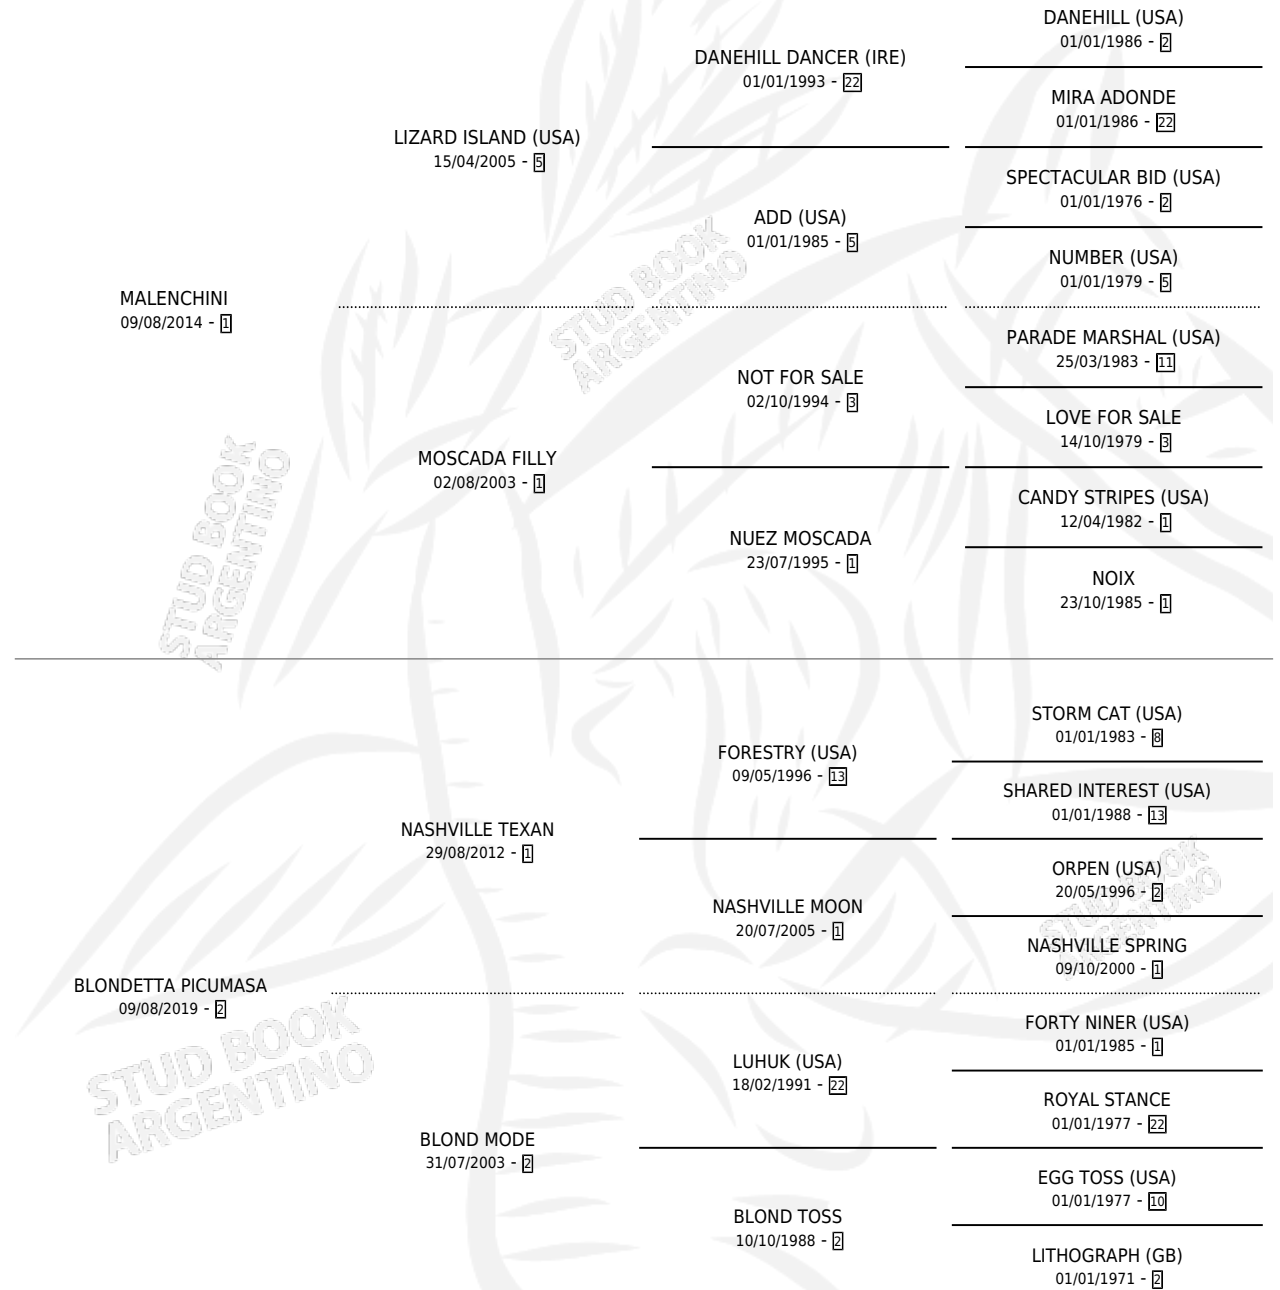 DANEHILL (USA)
01/01/1986 - 2
DANEHILL DANCER (IRE)
01/01/1993 - 22
MIRA ADONDE
01/01/1986 - 22
LIZARD ISLAND (USA)
15/04/2005 - 5
SPECTACULAR BID (USA)
01/01/1976 - 2
ADD (USA)
01/01/1985 - 5
NUMBER (USA)
01/01/1979 - 5
MALENCHINI
09/08/2014 - 1
PARADE MARSHAL (USA)
25/03/1983 - 11
NOT FOR SALE
02/10/1994 - 3
LOVE FOR SALE
14/10/1979 - 3
MOSCADA FILLY
02/08/2003 - 1
CANDY STRIPES (USA)
12/04/1982 - 1
NUEZ MOSCADA
23/07/1995 - 1
NOIX
23/10/1985 - 1
STORM CAT (USA)
01/01/1983 - 8
FORESTRY (USA)
09/05/1996 - 13
SHARED INTEREST (USA)
01/01/1988 - 13
NASHVILLE TEXAN
29/08/2012 - 1
ORPEN (USA)
20/05/1996 - 2
NASHVILLE MOON
20/07/2005 - 1
NASHVILLE SPRING
09/10/2000 - 1
BLONDETTA PICUMASA
09/08/2019 - 2
FORTY NINER (USA)
01/01/1985 - 1
LUHUK (USA)
18/02/1991 - 22
ROYAL STANCE
01/01/1977 - 22
BLOND MODE
31/07/2003 - 2
EGG TOSS (USA)
01/01/1977 - 10
BLOND TOSS
10/10/1988 - 2
LITHOGRAPH (GB)
01/01/1971 - 2
STUD BOOK
ARGENTINO
STUD BOOK
ARGENTINO
STUD BOOK
ARGENTINO
STUD BOOK
ARGENTINO